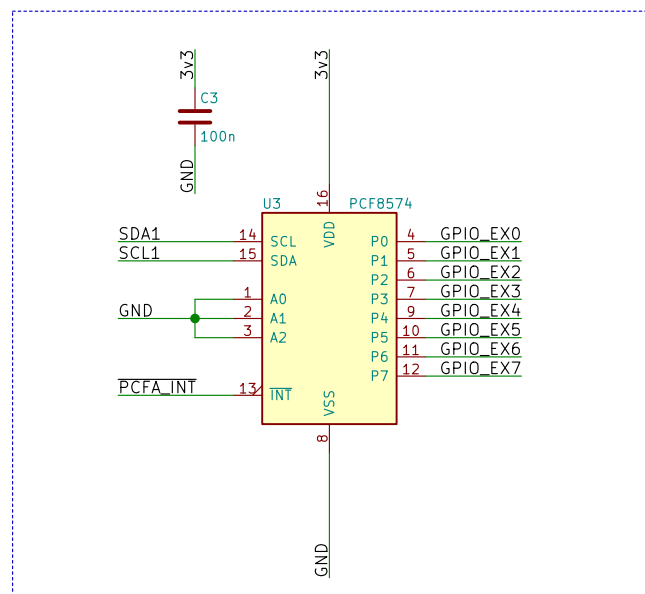 3v3
3v3
C3
100n
GND
U3
PCF8574
16
VDD
SDA1 14 SCL
SCL1 15 SDA
1 A0
GND 2 A1
3 A2
PCFA_INT 13 INT
P0 4 GPIO_EX0
P1 5 GPIO_EX1
P2 6 GPIO_EX2
P3 7 GPIO_EX3
P4 9 GPIO_EX4
P5 10 GPIO_EX5
P6 11 GPIO_EX6
P7 12 GPIO_EX7
VSS
8
GND